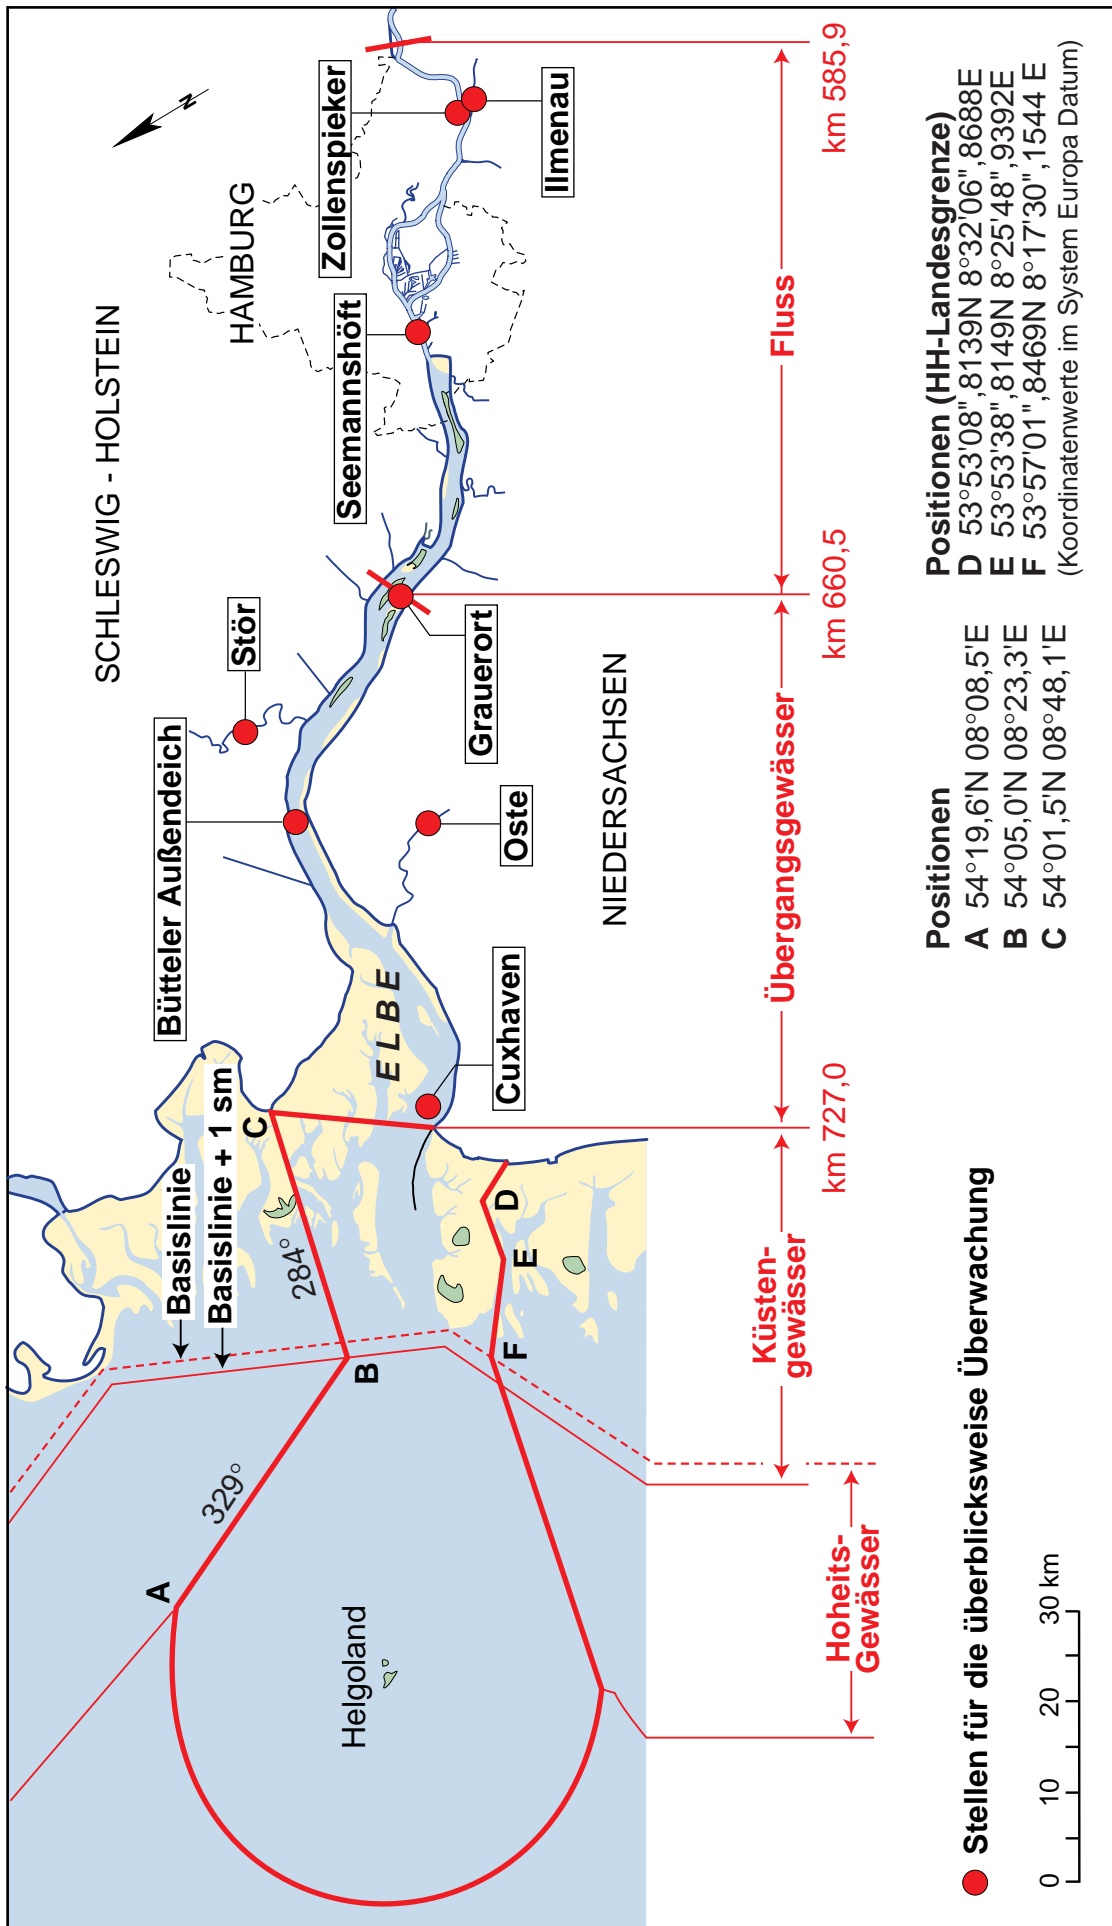 SCHLESWIG - HOLSTEIN
HAMBURG
N
Basislinie
Basislinie + 1 sm
Bütteler Außendeich
Stör
Seemannshöft
Zollenspieker
A
329°
B
284°
C
ELBE
Helgoland
F
E
D
Cuxhaven
Oste
Grauerort
Ilmenau
NIEDERSACHSEN
Hoheits-
Gewässer
Küsten-
gewässer
Übergangsgewässer
Fluss
km 727,0
km 660,5
km 585,9
Stellen für die überblicksweise Überwachung
0 10 20 30 km
Positionen
A 54°19,6'N 08°08,5'E
B 54°05,0'N 08°23,3'E
C 54°01,5'N 08°48,1'E
Positionen (HH-Landesgrenze)
D 53°53'08",8139N 8°32'06",8688E
E 53°53'38",8149N 8°25'48",9392E
F 53°57'01",8469N 8°17'30",1544 E
(Koordinatenwerte im System Europa Datum)